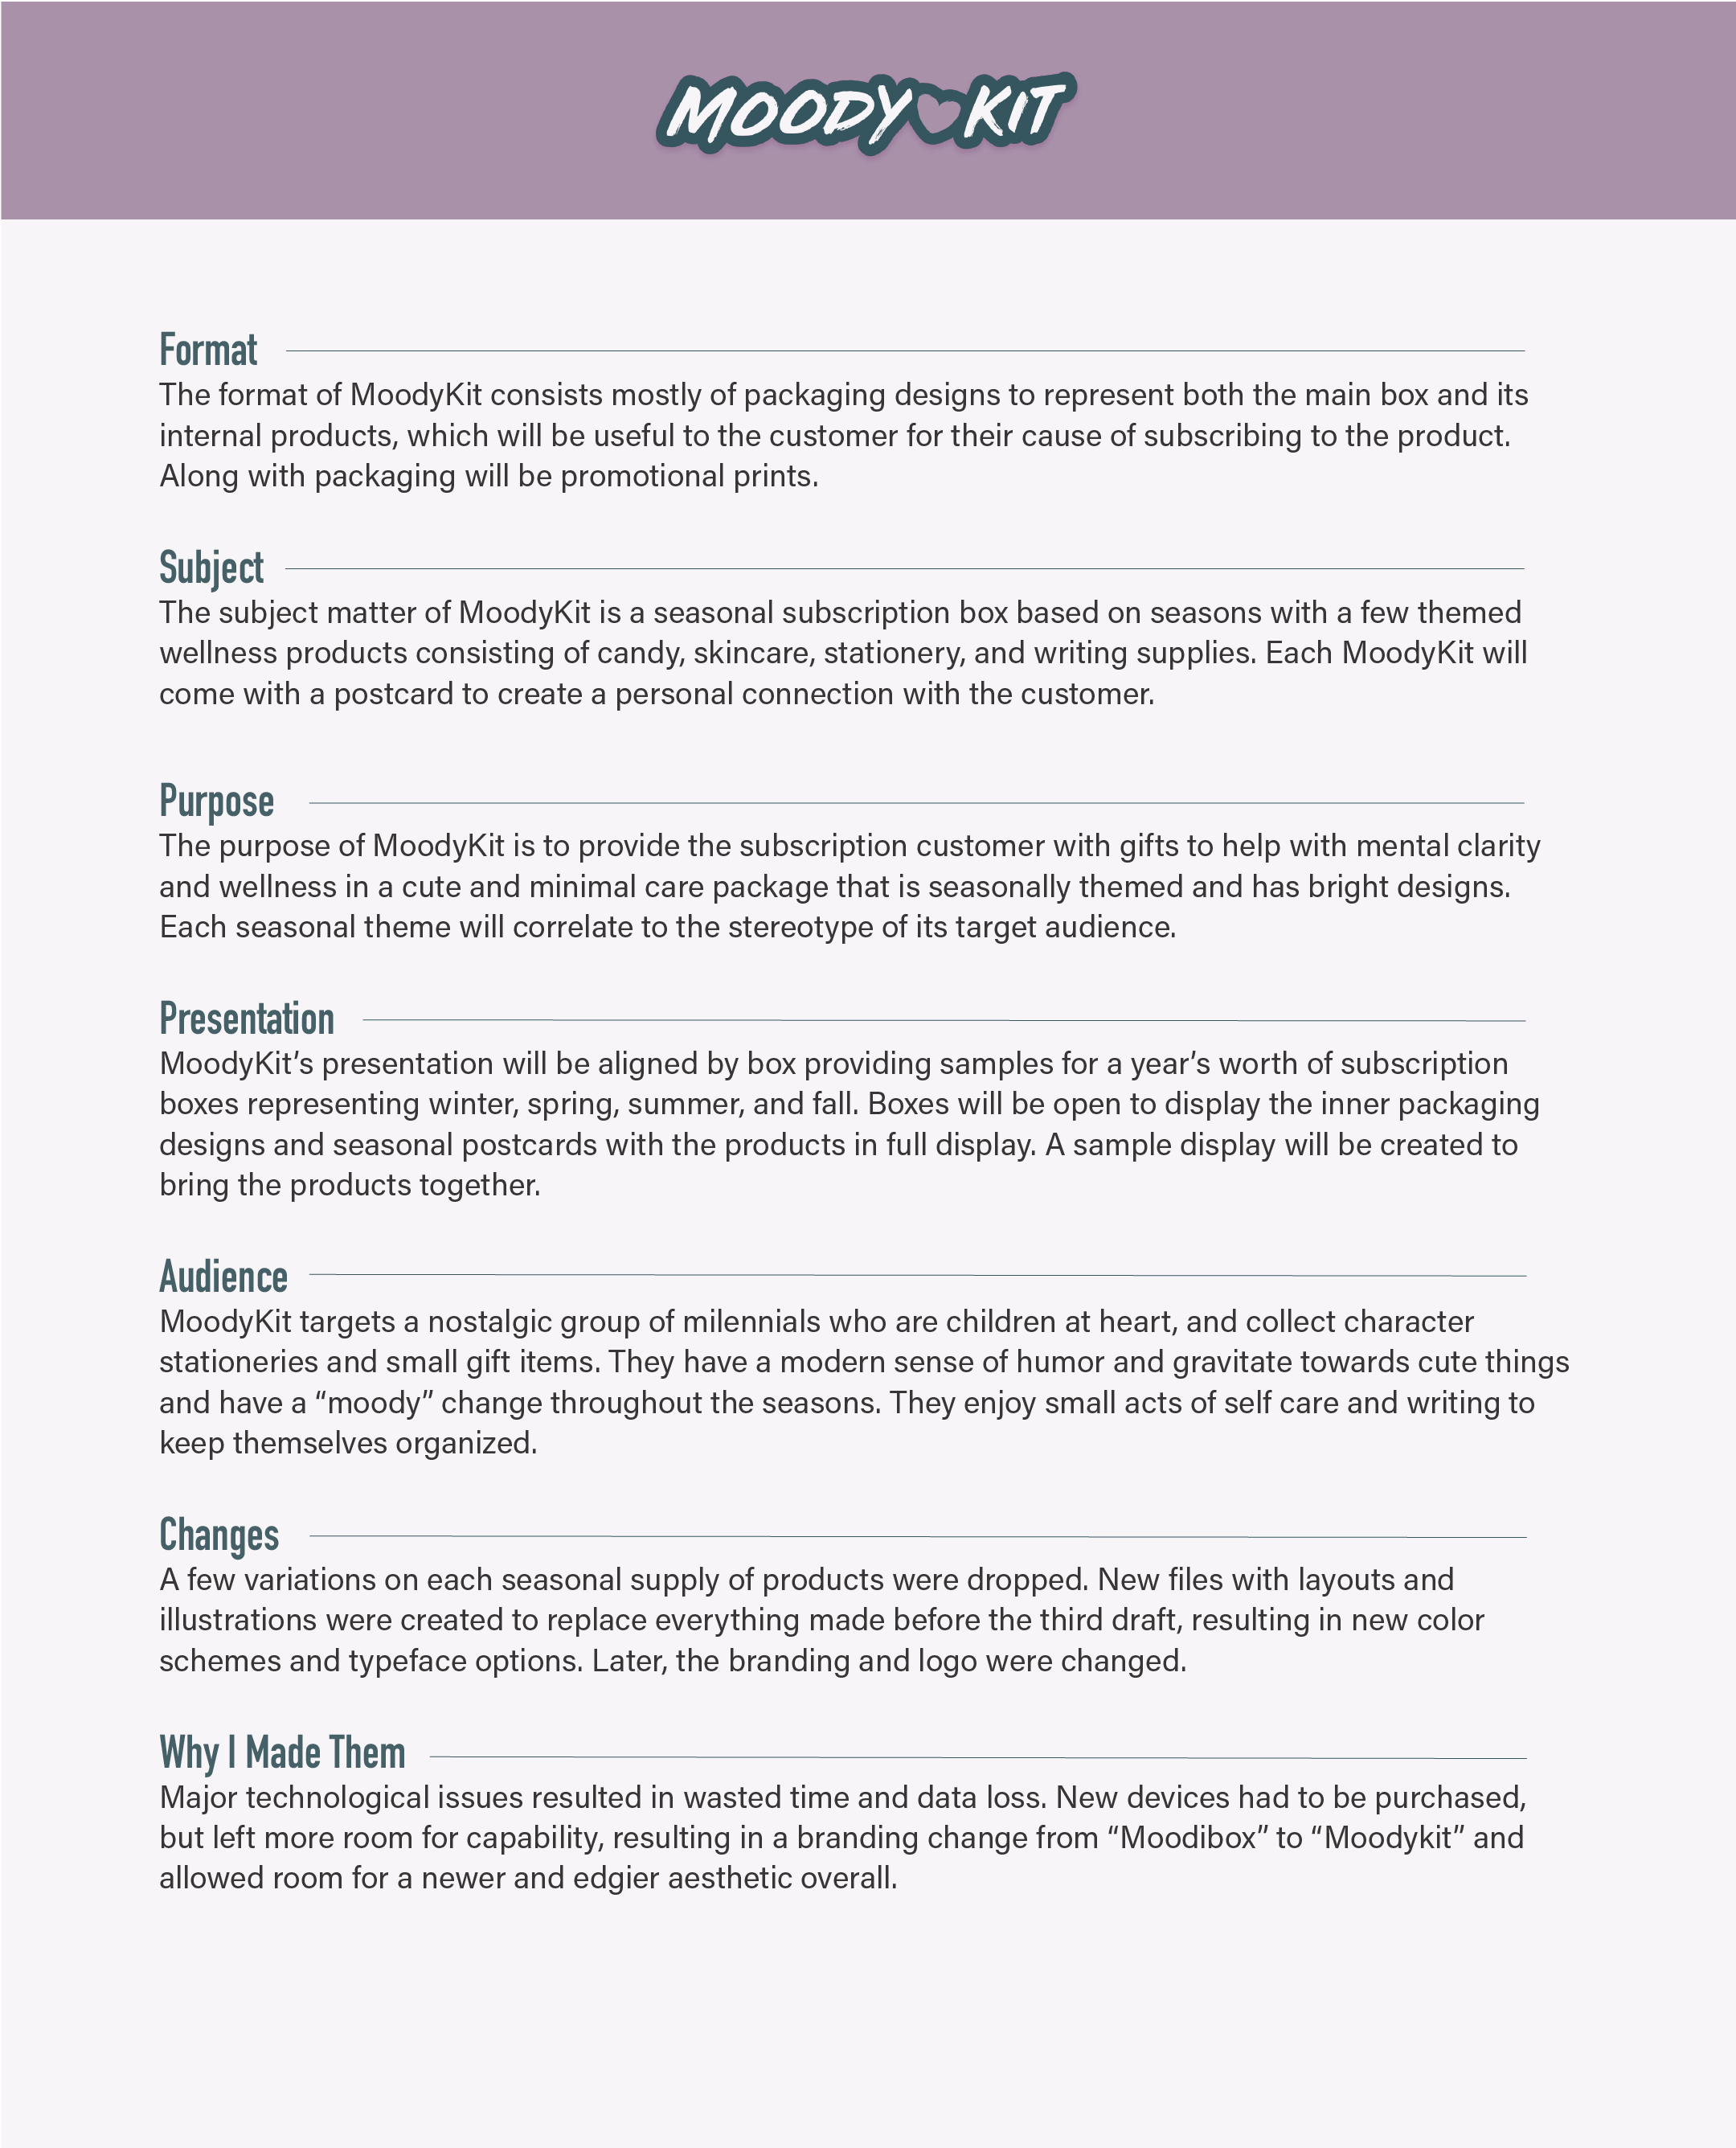 MOODY KIT
Format
The format of MoodyKit consists mostly of packaging designs to represent both the main box and its
internal products, which will be useful to the customer for their cause of subscribing to the product.
Along with packaging will be promotional prints.
Subject
The subject matter of MoodyKit is a seasonal subscription box based on seasons with a few themed
wellness products consisting of candy, skincare, stationery, and writing supplies. Each MoodyKit will
come with a postcard to create a personal connection with the customer.
Purpose
The purpose of MoodyKit is to provide the subscription customer with gifts to help with mental clarity
and wellness in a cute and minimal care package that is seasonally themed and has bright designs.
Each seasonal theme will correlate to the stereotype of its target audience.
Presentation
MoodyKit’s presentation will be aligned by box providing samples for a year’s worth of subscription
boxes representing winter, spring, summer, and fall. Boxes will be open to display the inner packaging
designs and seasonal postcards with the products in full display. A sample display will be created to
bring the products together.
Audience
MoodyKit targets a nostalgic group of milennials who are children at heart, and collect character
stationeries and small gift items. They have a modern sense of humor and gravitate towards cute things
and have a “moody” change throughout the seasons. They enjoy small acts of self care and writing to
keep themselves organized.
Changes
A few variations on each seasonal supply of products were dropped. New files with layouts and
illustrations were created to replace everything made before the third draft, resulting in new color
schemes and typeface options. Later, the branding and logo were changed.
Why I Made Them
Major technological issues resulted in wasted time and data loss. New devices had to be purchased,
but left more room for capability, resulting in a branding change from “Moodibox” to “Moodykit” and
allowed room for a newer and edgier aesthetic overall.